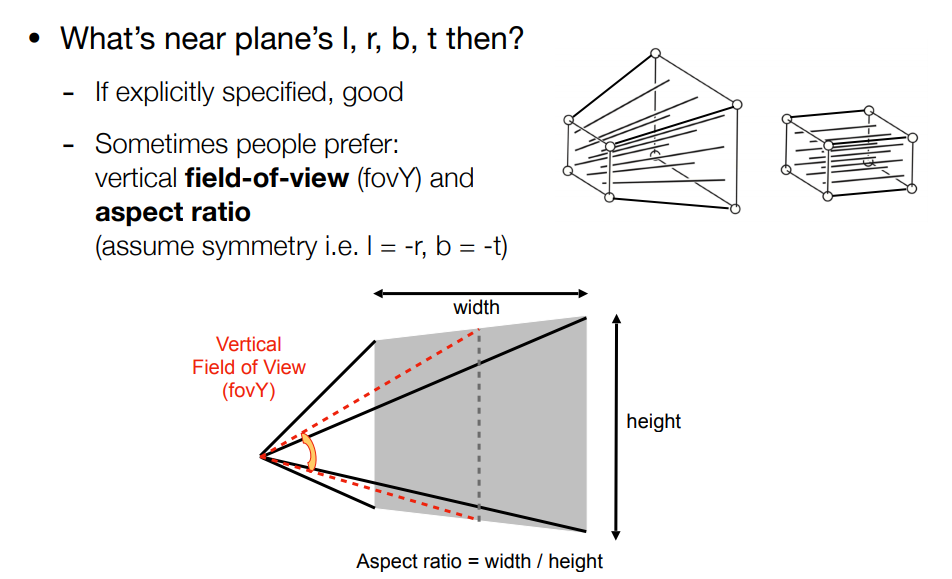 • What's near plane's l, r, b, t then?
- If explicitly specified, good
- Sometimes people prefer:
vertical field-of-view (fovY) and
aspect ratio
(assume symmetry i.e. l = -r, b = -t)
width
Vertical
Field of View
(fovY)
height
Aspect ratio = width / height